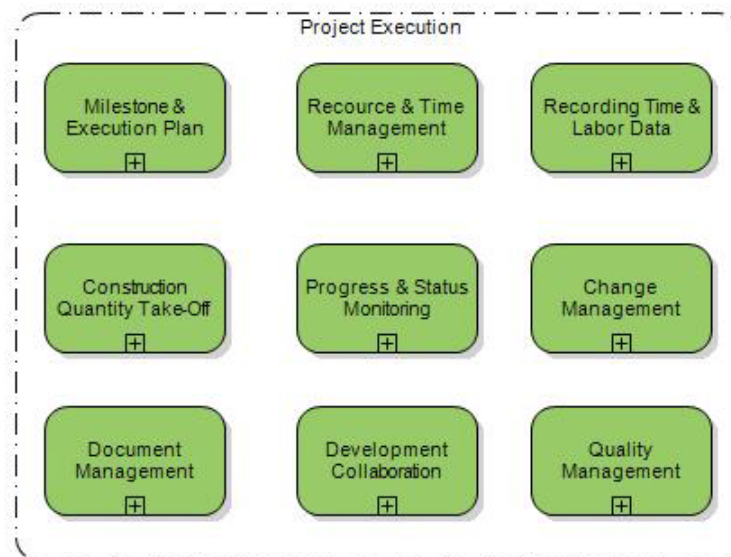 Project Execution
Milestone &
Execution Plan
Recource & Time
Management
Recording Time &
Labor Data
Construction
Quantity Take-Off
Progress & Status
Monitoring
Change
Management
Document
Management
Development
Collaboration
Quality
Management